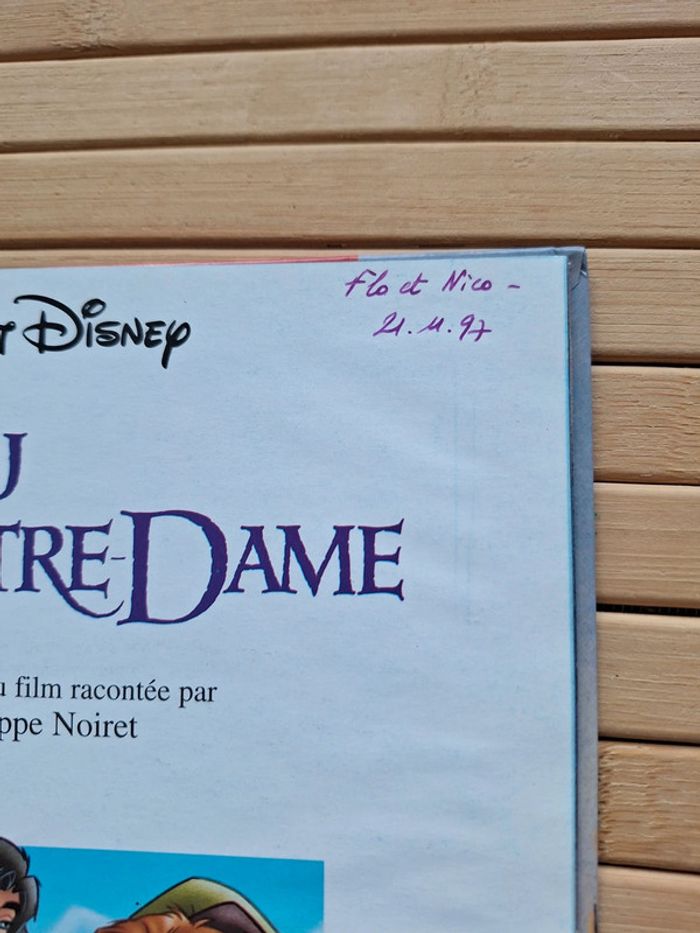 Flo et Nico -
21.11.97
T DISNEY
U
TRE-DAME
u film racontée par
ppe Noiret